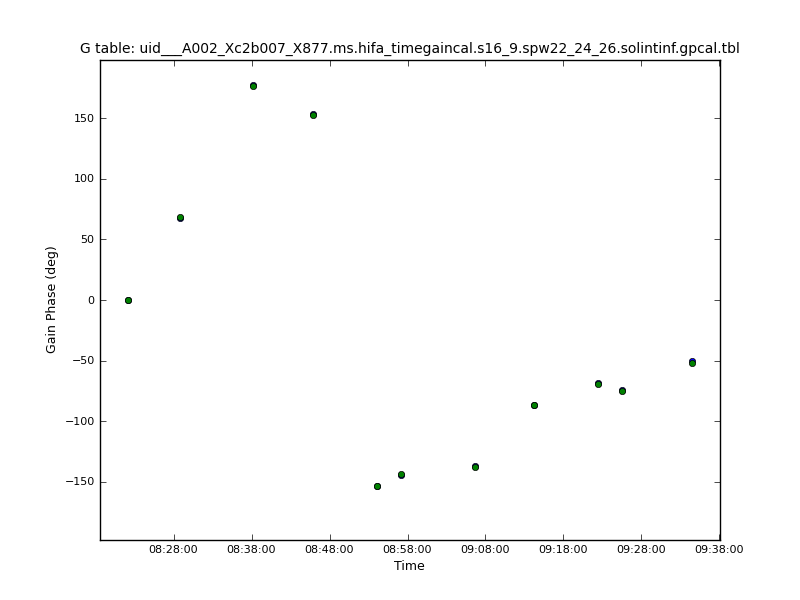 G table: uid___A002_Xc2b007_X877.ms.hifa_timegaincal.s16_9.spw22_24_26.solintinf.gpcal.tbl
150
100
50
0
−50
−100
−150
Gain Phase (deg)
08:28:00 08:38:00 08:48:00 08:58:00 09:08:00 09:18:00 09:28:00 09:38:00
Time